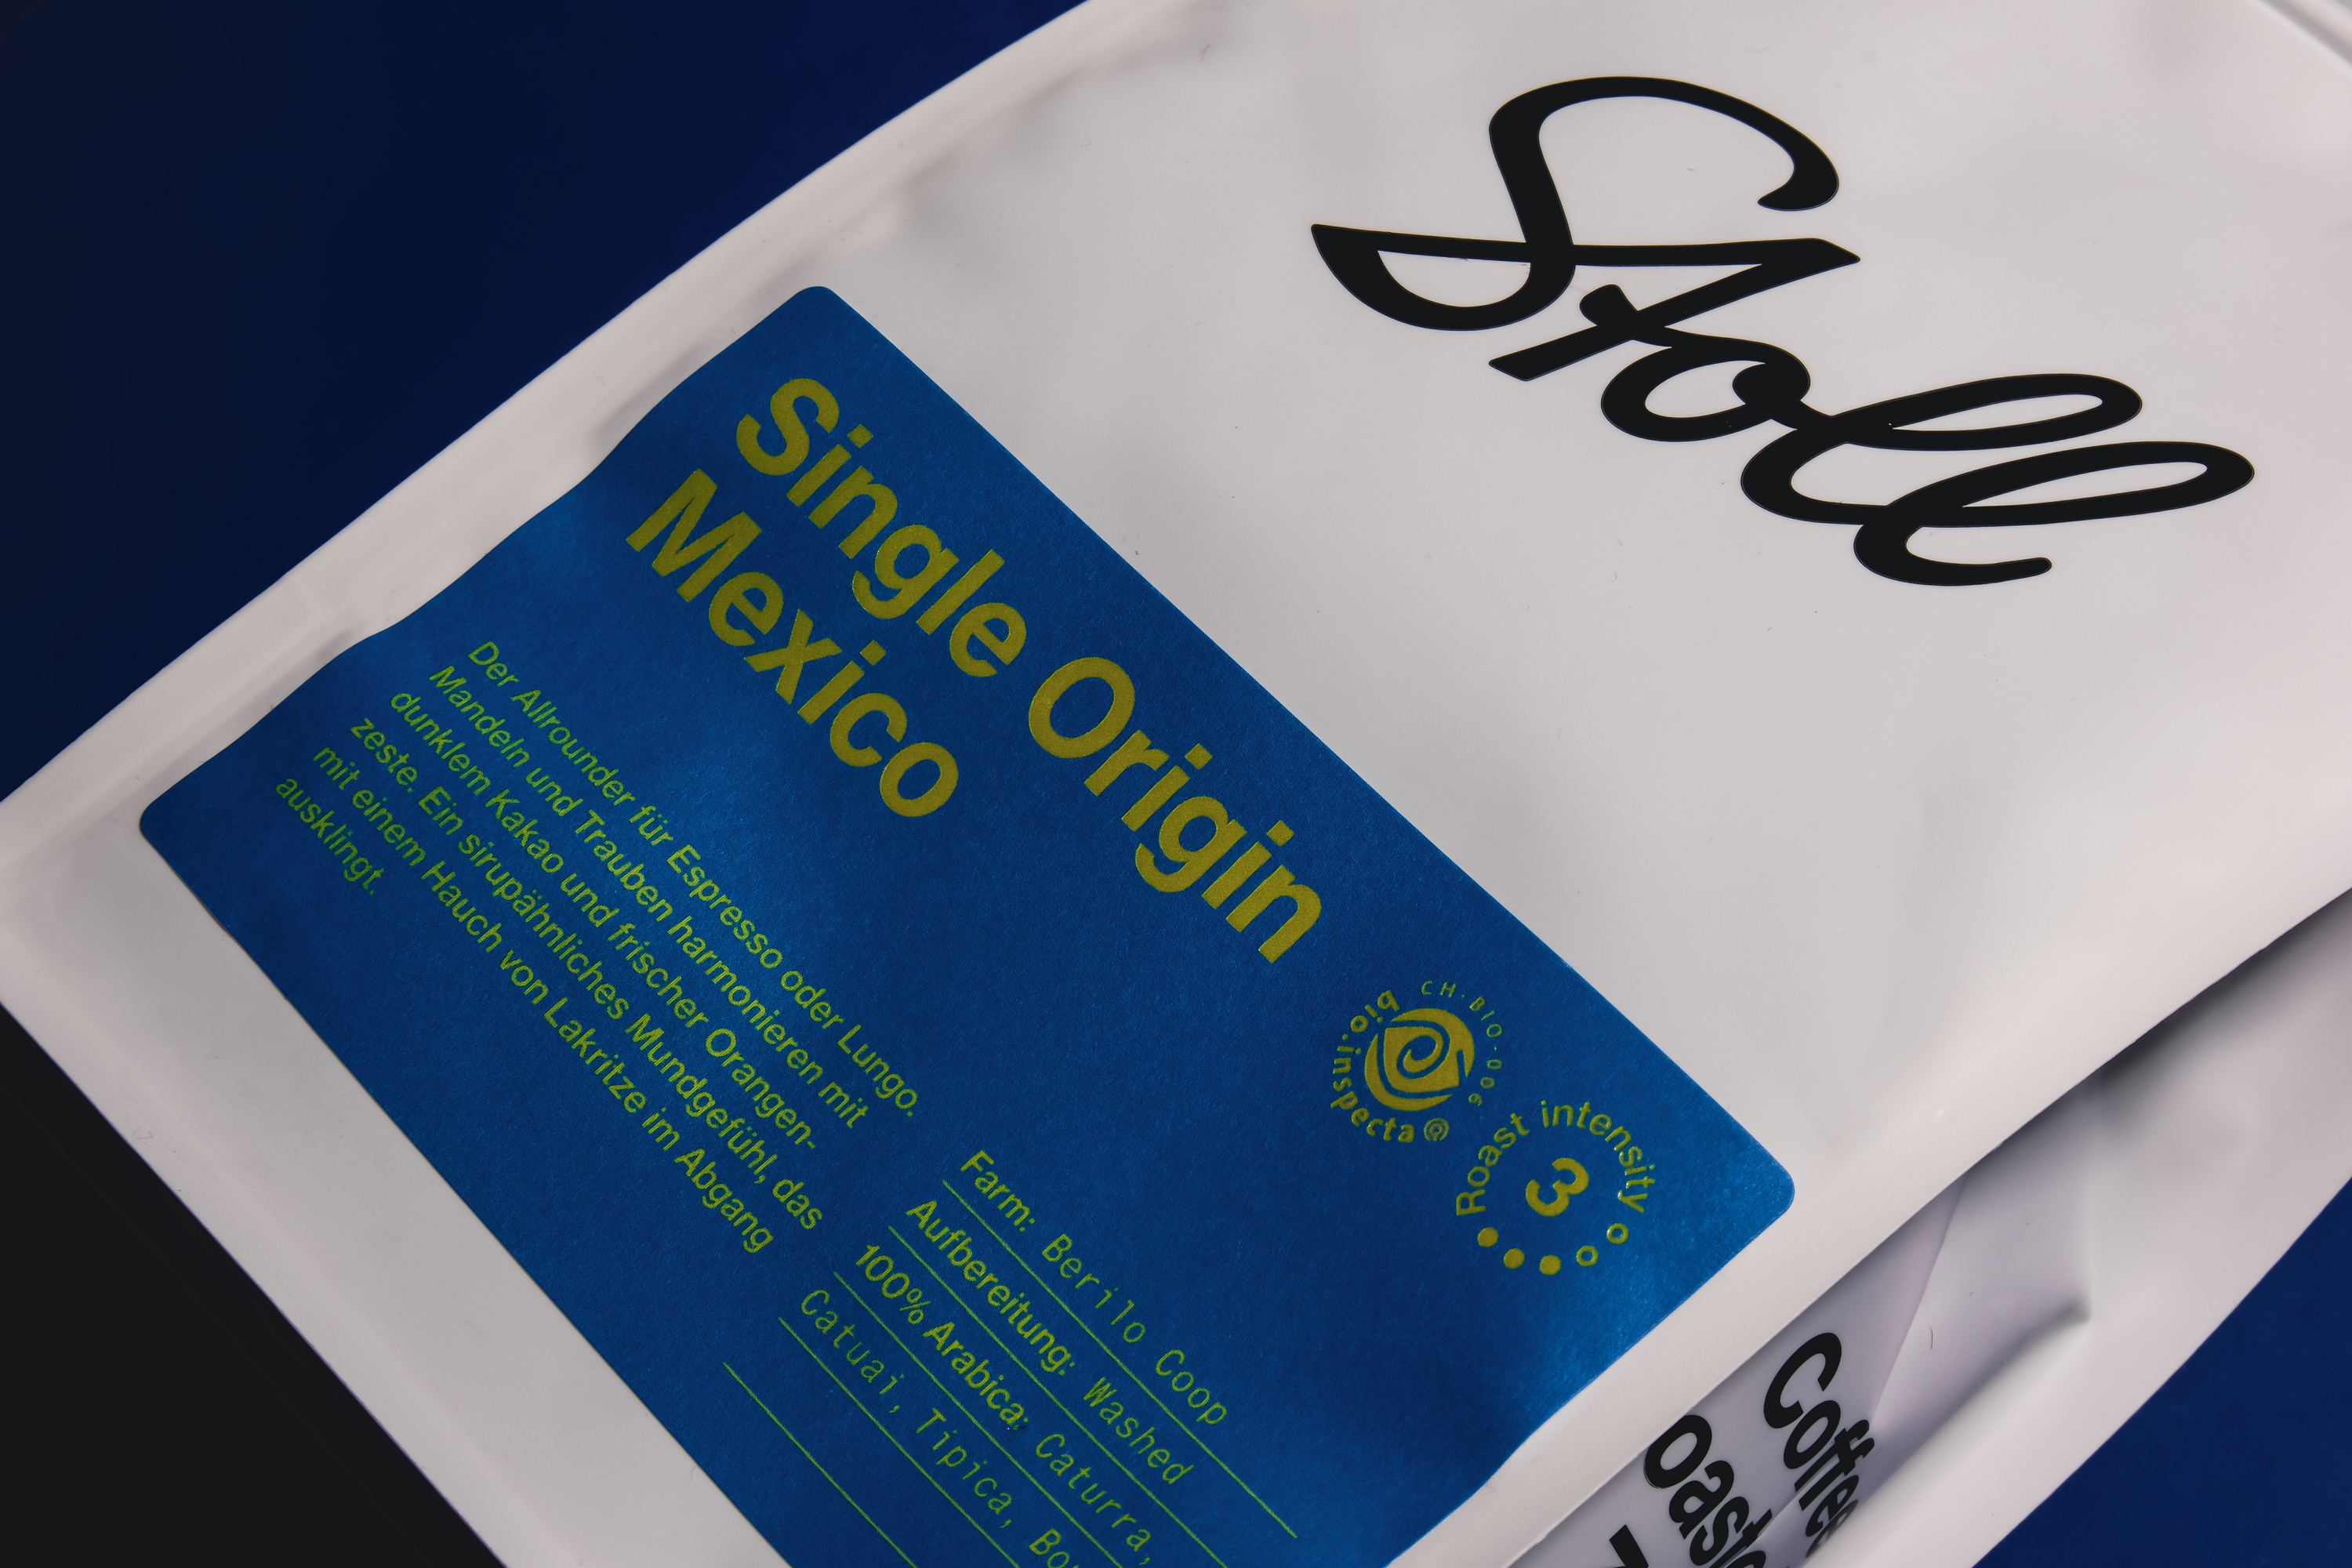 Stoll
Single Origin
Mexico
Der Allrounder für Espresso oder Lungo.
Mandeln und Trauben harmonieren mit
dunklem Kakao und frischer Orangen-
zeste. Ein sirupähnliches Mundgefühl, das
mit einem Hauch von Lakritze im Abgang
ausklingt.
bio.inspecta ®
CH-BIO-006
Roast intensity
3
Farm: Berilo Coop
Aufbereitung: Washed
100% Arabica: Caturra,
Catuai, Tipica,
Coffee